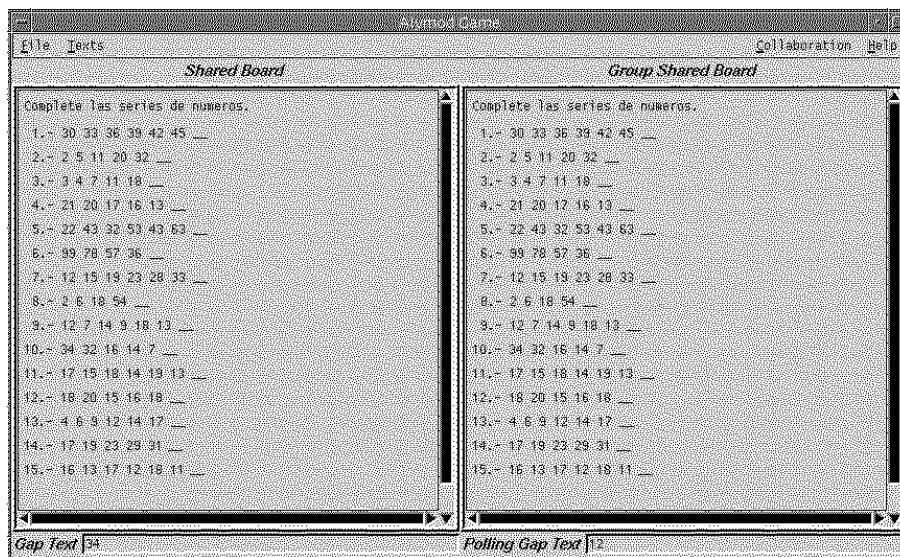 Alymod Game
File Texts Collaboration Help
Shared Board
Complete las series de numeros.
1.- 30 33 36 39 42 45 __
2.- 2 5 11 20 32 __
3.- 3 4 7 11 18 __
4.- 21 20 17 16 13 __
5.- 22 43 32 53 43 63 __
6.- 99 78 57 36 __
7.- 12 15 19 23 28 33 __
8.- 2 6 18 54 __
9.- 12 7 14 9 18 13 __
10.- 34 32 16 14 7 __
11.- 17 15 18 14 19 13 __
12.- 18 20 15 16 18 __
13.- 4 6 9 12 14 17 __
14.- 17 19 23 29 31 __
15.- 16 13 17 12 18 11 __
Gap Text 34
Group Shared Board
Complete las series de numeros.
1.- 30 33 36 39 42 45 __
2.- 2 5 11 20 32 __
3.- 3 4 7 11 18 __
4.- 21 20 17 16 13 __
5.- 22 43 32 53 43 63 __
6.- 99 78 57 36 __
7.- 12 15 19 23 28 33 __
8.- 2 6 18 54 __
9.- 12 7 14 9 18 13 __
10.- 34 32 16 14 7 __
11.- 17 15 18 14 19 13 __
12.- 18 20 15 16 18 __
13.- 4 6 9 12 14 17 __
14.- 17 19 23 29 31 __
15.- 16 13 17 12 18 11 __
Polling Gap Text 12